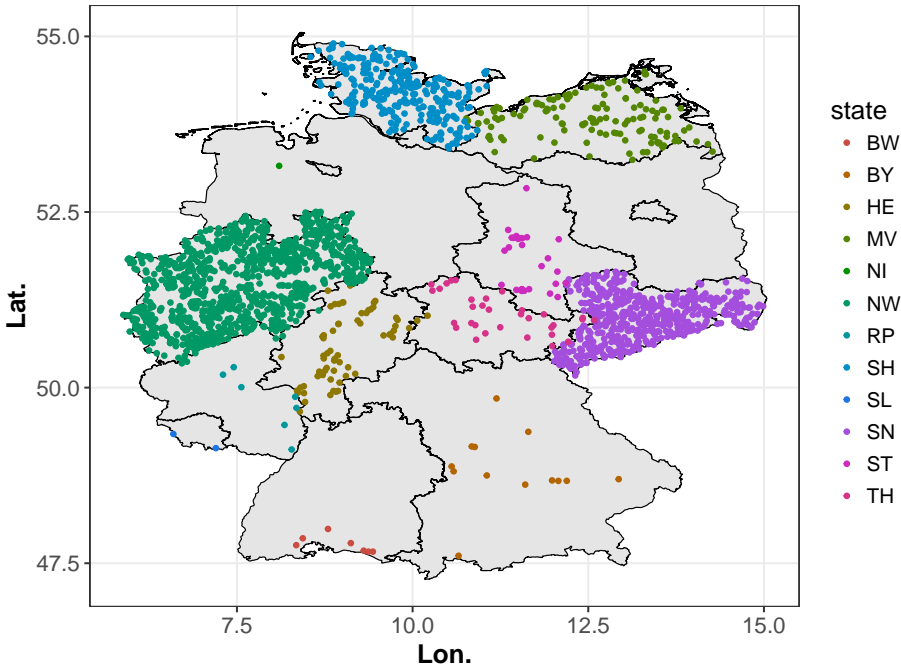 55.0
52.5
50.0
47.5
Lat.
7.5
10.0
12.5
15.0
Lon.
state
BW
BY
HE
MV
NI
NW
RP
SH
SL
SN
ST
TH